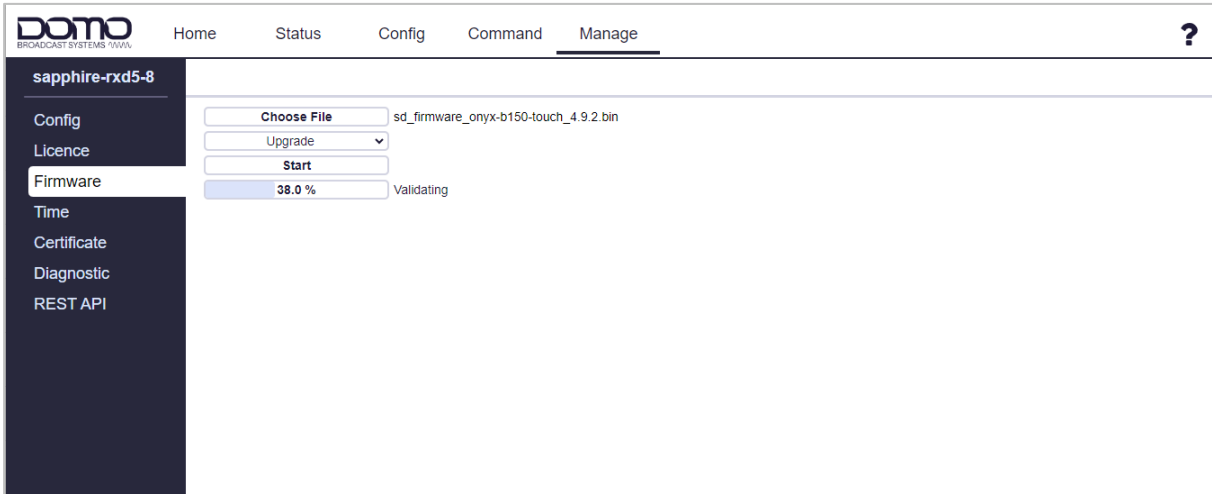 DOMO
BROADCAST SYSTEMS
Home Status Config Command Manage ?
sapphire-rxd5-8
Config
Licence
Firmware
Time
Certificate
Diagnostic
REST API
Choose File sd_firmware_onyx-b150-touch_4.9.2.bin
Upgrade
Start
38.0 % Validating